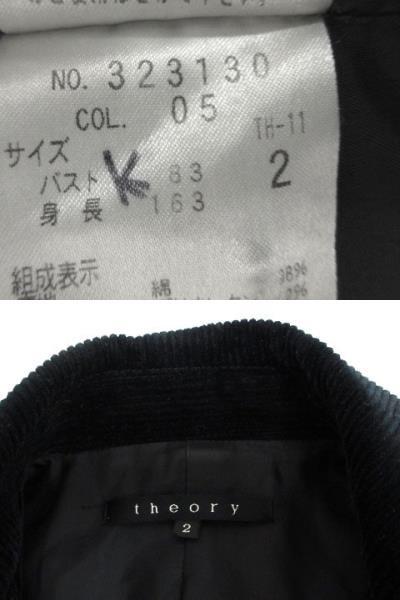 NO. 323130
COL. 05
TH-11
サイズ 2
バスト K 83
身長 163
組成表示
綿
theory
2